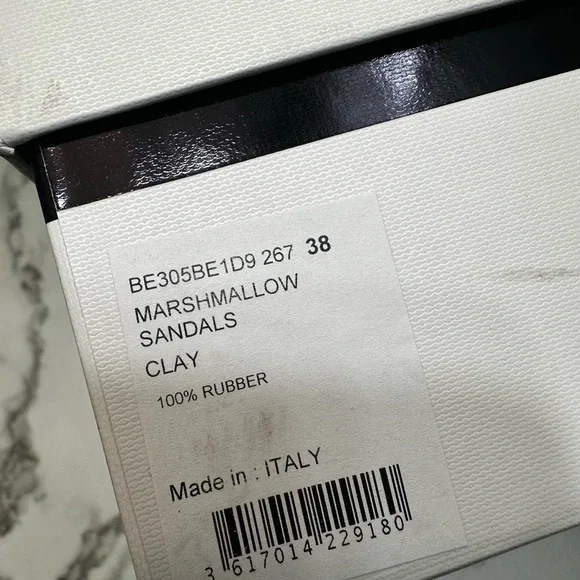 BE305BE1D9 267 38
MARSHMALLOW
SANDALS
CLAY
100% RUBBER
Made in : ITALY
3 617014 229180